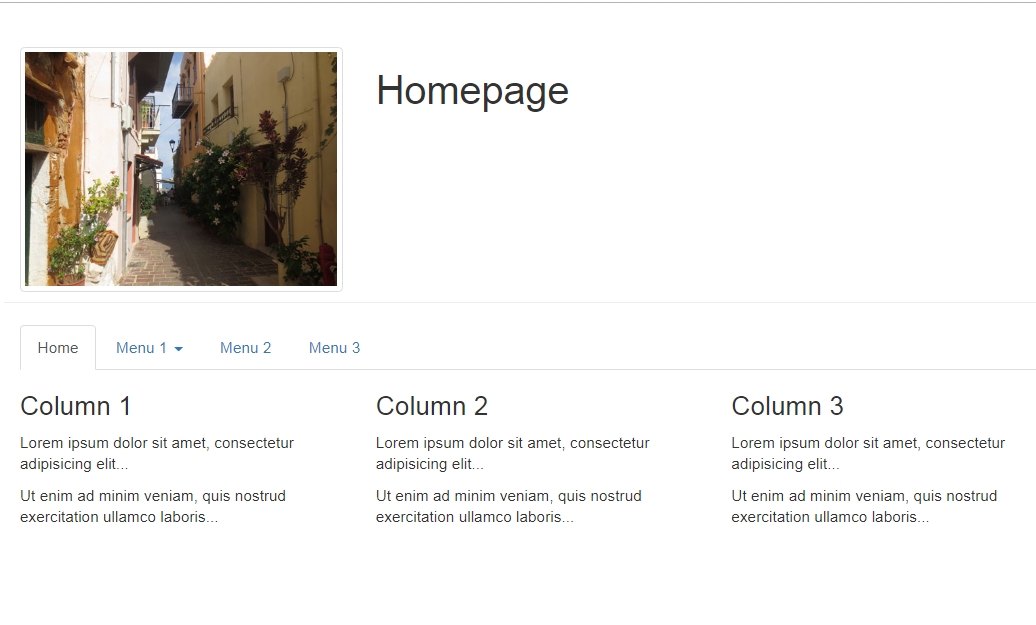 Homepage
Home
Menu 1
Menu 2
Menu 3
Column 1
Lorem ipsum dolor sit amet, consectetur
adipisicing elit...
Ut enim ad minim veniam, quis nostrud
exercitation ullamco laboris...
Column 2
Lorem ipsum dolor sit amet, consectetur
adipisicing elit...
Ut enim ad minim veniam, quis nostrud
exercitation ullamco laboris...
Column 3
Lorem ipsum dolor sit amet, consectetur
adipisicing elit...
Ut enim ad minim veniam, quis nostrud
exercitation ullamco laboris...